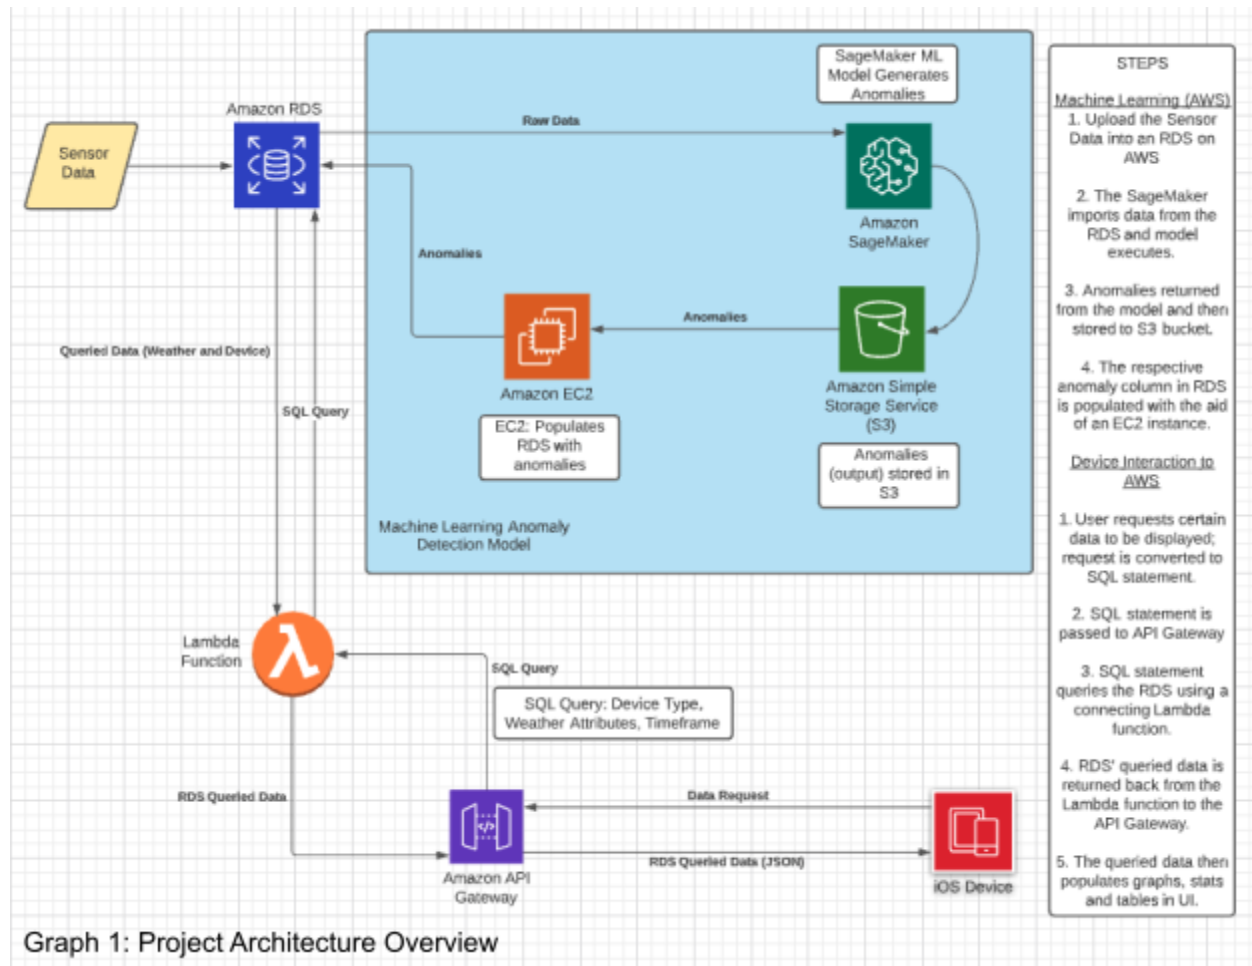 SageMaker ML
Model Generates
Anomalies
Amazon RDS
Raw Data
Sensor
Data
Amazon
SageMaker
Anomalies
Anomalies
Queried Data (Weather and Device)
SQL Query
Amazon EC2
Amazon Simple
Storage Service
(S3)
EC2: Populates
RDS with
anomalies
Anomalies
(output) stored in
S3
Machine Learning Anomaly
Detection Model
Lambda
Function
SQL Query
SQL Query: Device Type,
Weather Attributes, Timeframe
RDS Queried Data
Data Request
RDS Queried Data (JSON)
Amazon API
Gateway
iOS Device
STEPS
Machine Learning (AWS)
1. Upload the Sensor
Data into an RDS on
AWS
2. The SageMaker
imports data from the
RDS and model
executes.
3. Anomalies returned
from the model and then
stored to S3 bucket.
4. The respective
anomaly column in RDS
is populated with the aid
of an EC2 instance.
Device Interaction to
AWS
1. User requests certain
data to be displayed;
request is converted to
SQL statement.
2. SQL statement is
passed to API Gateway
3. SQL statement
queries the RDS using a
connecting Lambda
function.
4. RDS' queried data is
returned back from the
Lambda function to the
API Gateway.
5. The queried data then
populates graphs, stats
and tables in UI.
Graph 1: Project Architecture Overview